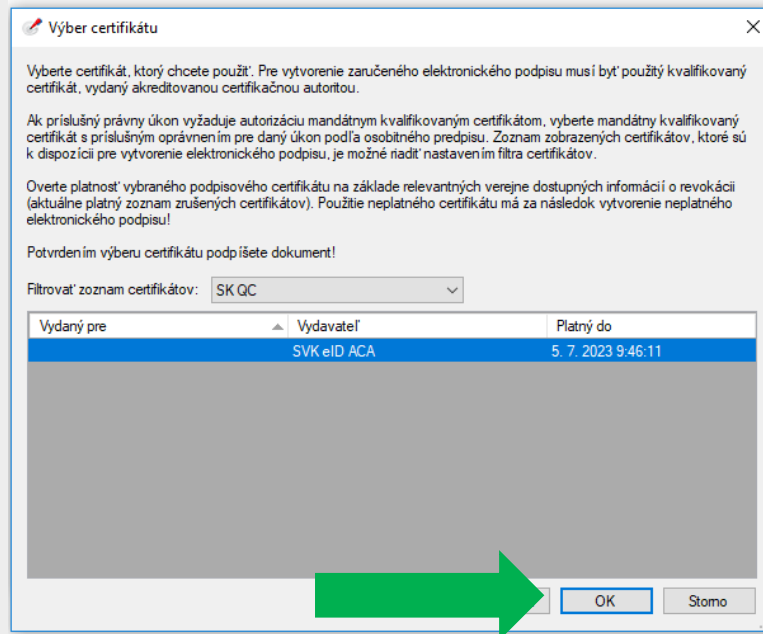 Výber certifikátu
Vyberte certifikát, ktorý chcete použiť. Pre vytvorenie zaručeného elektronického podpisu musí byť použitý kvalifikovaný
certifikát, vydaný akreditovanou certifikačnou autoritou.
Ak príslušný právny úkon vyžaduje autorizáciu mandátnym kvalifikovaným certifikátom, vyberte mandátny kvalifikovaný
certifikát s príslušným oprávnením pre daný úkon podľa osobitného predpisu. Zoznam zobrazených certifikátov, ktoré sú
k dispozícii pre vytvorenie elektronického podpisu, je možné riadiť nastavením filtra certifikátov.
Overte platnosť vybraného podpisového certifikátu na základe relevantných verejne dostupných informácií o revokácii
(aktuálne platný zoznam zrušených certifikátov). Použitie neplatného certifikátu má za následok vytvorenie neplatného
elektronického podpisu!
Potvrdením výberu certifikátu podpíšete dokument!
Filtrovať zoznam certifikátov: SK QC
Vydaný pre Vydavateľ Platný do
SVK eID ACA 5. 7. 2023 9:46:11
OK Storno